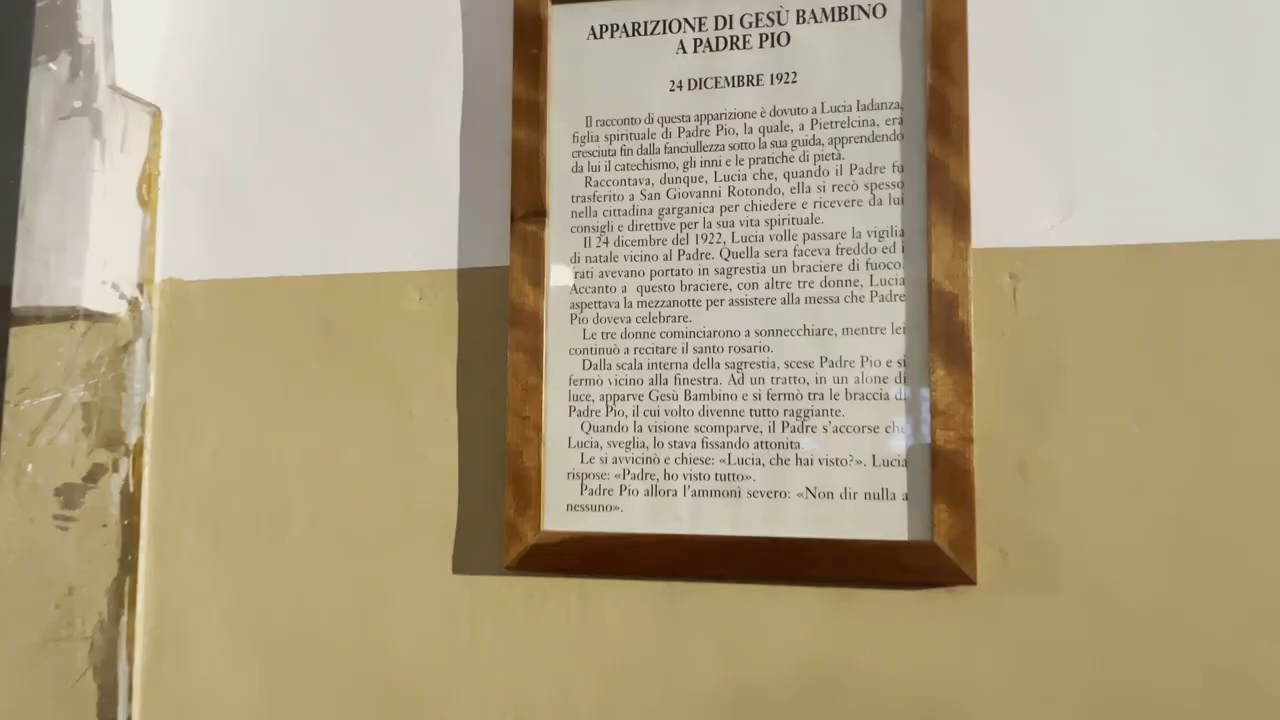 APPARIZIONE DI GESÙ BAMBINO
A PADRE PIO
24 DICEMBRE 1922
Il racconto di questa apparizione è dovuto a Lucia Iadanza,
figlia spirituale di Padre Pio, la quale, a Pietrelcina, era
cresciuta fin dalla fanciullezza sotto la sua guida, apprendendo
da lui il catechismo, gli inni e le pratiche di pietà.
Raccontava, dunque, Lucia che, quando il Padre fu
trasferito a San Giovanni Rotondo, ella si recò spesso
nella cittadina garganica per chiedere e ricevere da lui
consigli e direttive per la sua vita spirituale.
Il 24 dicembre del 1922, Lucia volle passare la vigilia
di natale vicino al Padre. Quella sera faceva freddo ed i
rati avevano portato in sagrestia un braciere di fuoco.
Accanto a questo braciere, con altre tre donne, Lucia
aspettava la mezzanotte per assistere alla messa che Padre
Pio doveva celebrare.
Le tre donne cominciarono a sonnecchiare, mentre lei
continuò a recitare il santo rosario.
Dalla scala interna della sagrestia, scese Padre Pio e si
fermò vicino alla finestra. Ad un tratto, in un alone di
luce, apparve Gesù Bambino e si fermò tra le braccia di
Padre Pio, il cui volto divenne tutto raggiante.
Quando la visione scomparve, il Padre s'accorse che
Lucia, sveglia, lo stava fissando attonita.
Le si avvicinò e chiese: «Lucia, che hai visto?». Lucia
rispose: «Padre, ho visto tutto».
Padre Pio allora l'ammonì severo: «Non dir nulla a
nessuno».